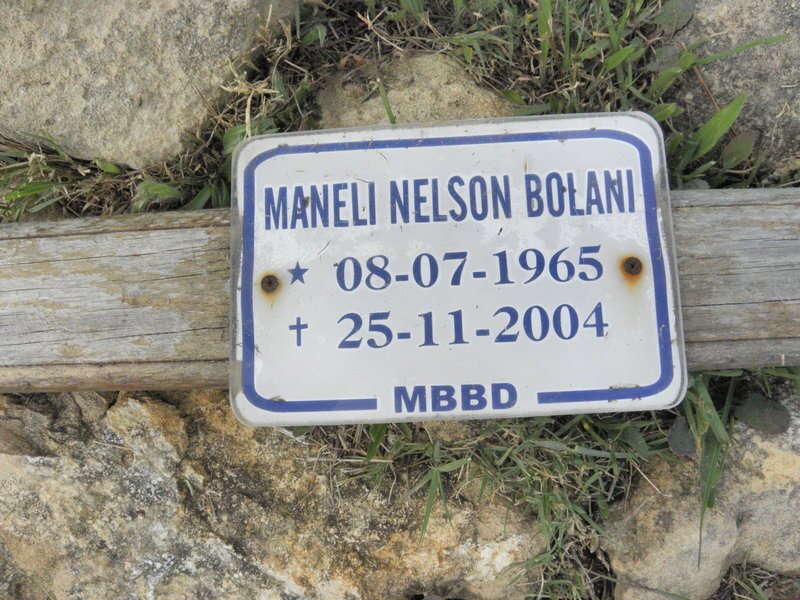 MANELI NELSON BOLANI
★ 08-07-1965
✝ 25-11-2004
MBBD